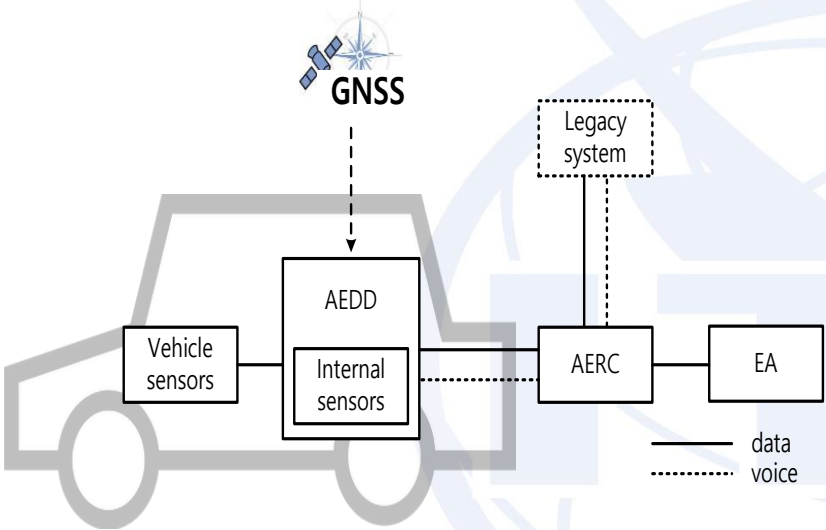 GNSS
Legacy
system
AEDD
Vehicle
sensors
Internal
sensors
AERC
EA
data
voice